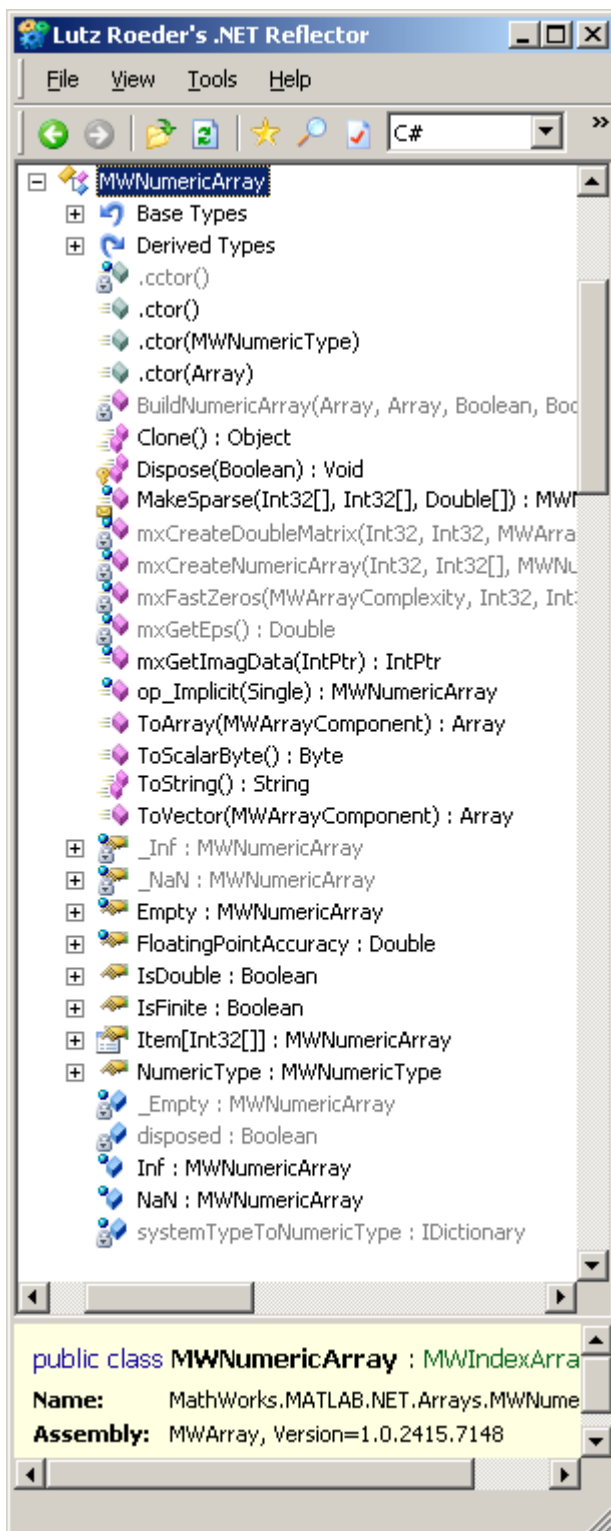 Lutz Roeder's .NET Reflector
File View Tools Help
C# »
MWNumericArray
Base Types
Derived Types
.cctor()
.ctor()
.ctor(MWNumericType)
.ctor(Array)
BuildNumericArray(Array, Array, Boolean, Boo
Clone() : Object
Dispose(Boolean) : Void
MakeSparse(Int32[], Int32[], Double[]) : MWN
mxCreateDoubleMatrix(Int32, Int32, MWArra
mxCreateNumericArray(Int32, Int32[], MWNu
mxFastZeros(MWArrayComplexity, Int32, Int
mxGetEps() : Double
mxGetImagData(IntPtr) : IntPtr
op_Implicit(Single) : MWNumericArray
ToArray(MWArrayComponent) : Array
ToScalarByte() : Byte
ToString() : String
ToVector(MWArrayComponent) : Array
_Inf : MWNumericArray
_NaN : MWNumericArray
Empty : MWNumericArray
FloatingPointAccuracy : Double
IsDouble : Boolean
IsFinite : Boolean
Item[Int32[]] : MWNumericArray
NumericType : MWNumericType
_Empty : MWNumericArray
disposed : Boolean
Inf : MWNumericArray
NaN : MWNumericArray
systemTypeToNumericType : IDictionary
public class MWNumericArray : MWIndexArra
Name: MathWorks.MATLAB.NET.Arrays.MWNume
Assembly: MWArray, Version=1.0.2415.7148